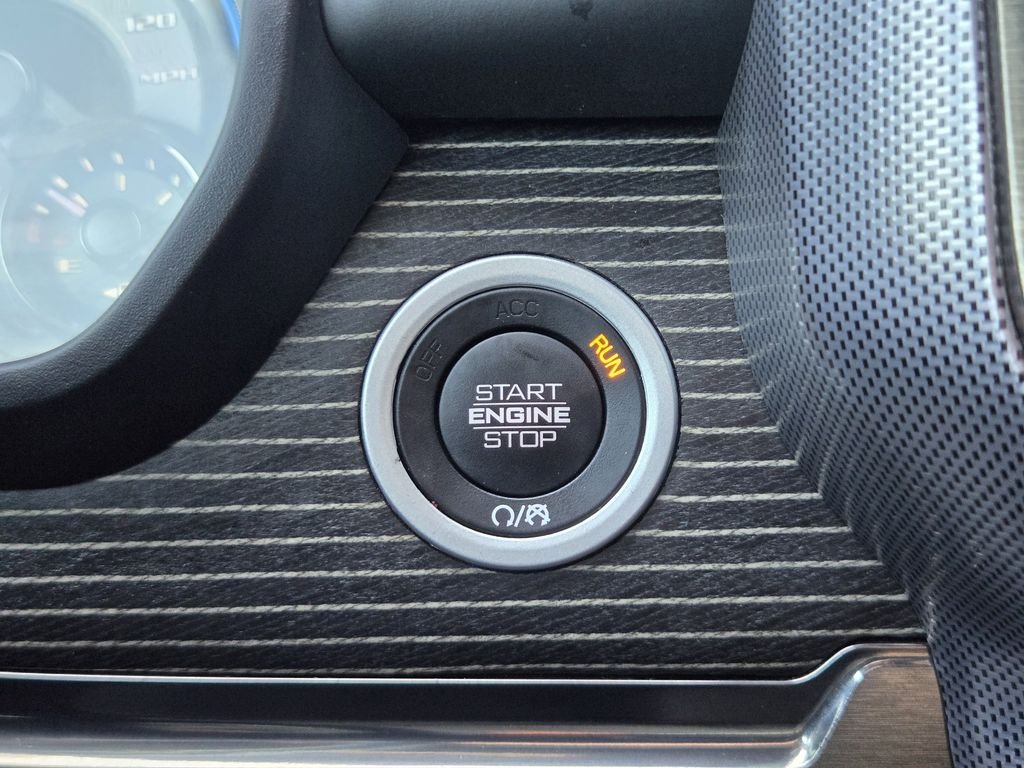 120
MPH
E
ACC
OFF
RUN
START
ENGINE
STOP